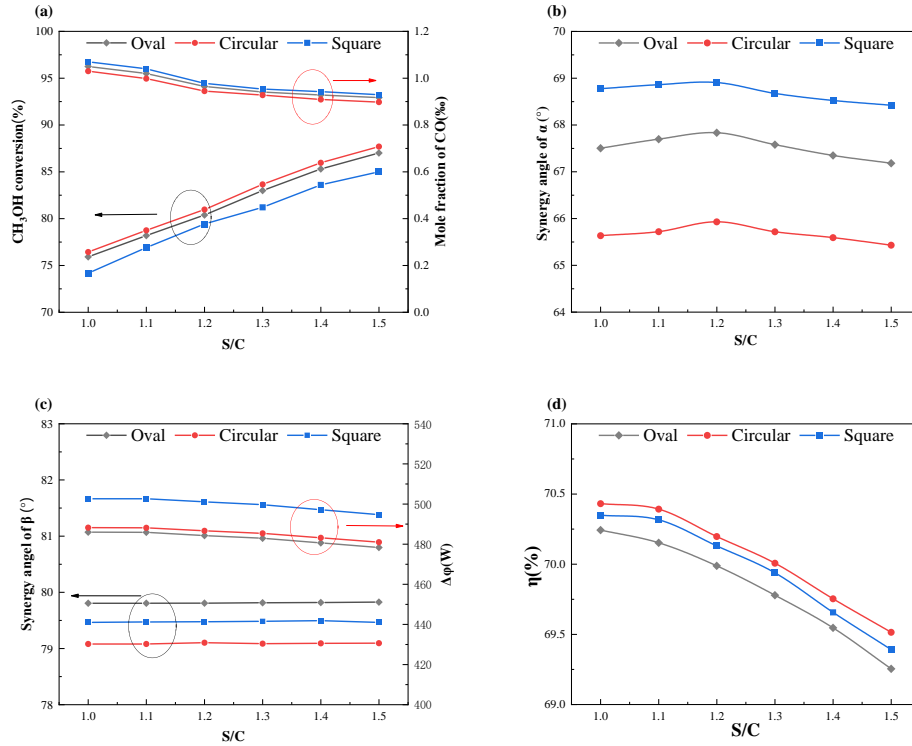 (a)
Oval Circular Square
CH₃OH conversion(%)
100
95
90
85
80
75
70
1.2
1.0
0.8
0.6
0.4
0.2
0.0
Mole fraction of CO(‰)
1.0 1.1 1.2 1.3 1.4 1.5
S/C
(b)
Oval Circular Square
Synergy angle of α (°)
70
69
68
67
66
65
64
1.0 1.1 1.2 1.3 1.4 1.5
S/C
(c)
Oval Circular Square
Synergy angel of β (°)
83
82
81
80
79
78
540
520
500
480
460
440
420
400
Δφ(W)
1.0 1.1 1.2 1.3 1.4 1.5
S/C
(d)
Oval Circular Square
η(%)
71.0
70.5
70.0
69.5
69.0
1.0 1.1 1.2 1.3 1.4 1.5
S/C